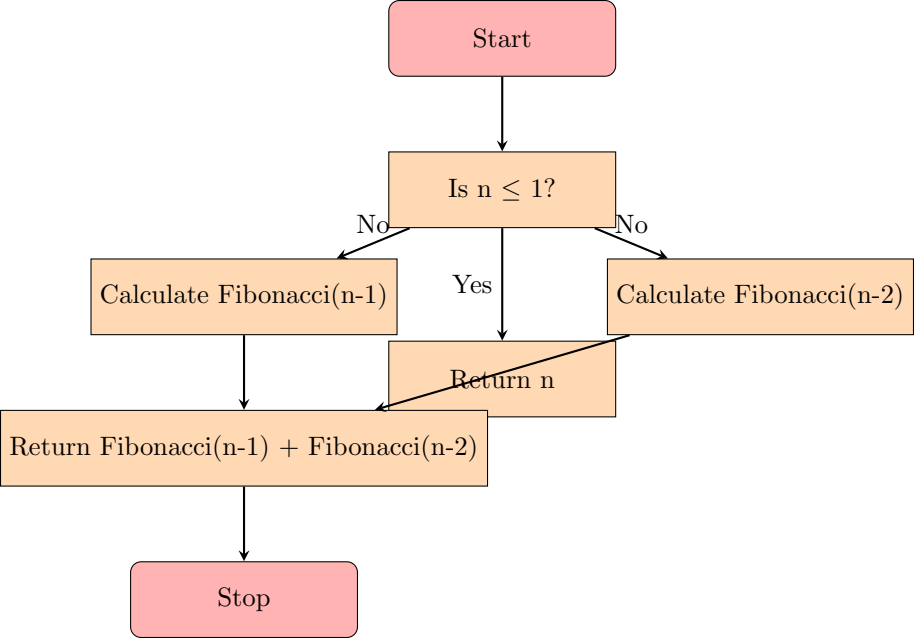 Start
Is n ≤ 1?
No
No
Yes
Calculate Fibonacci(n-1)
Calculate Fibonacci(n-2)
Return n
Return Fibonacci(n-1) + Fibonacci(n-2)
Stop